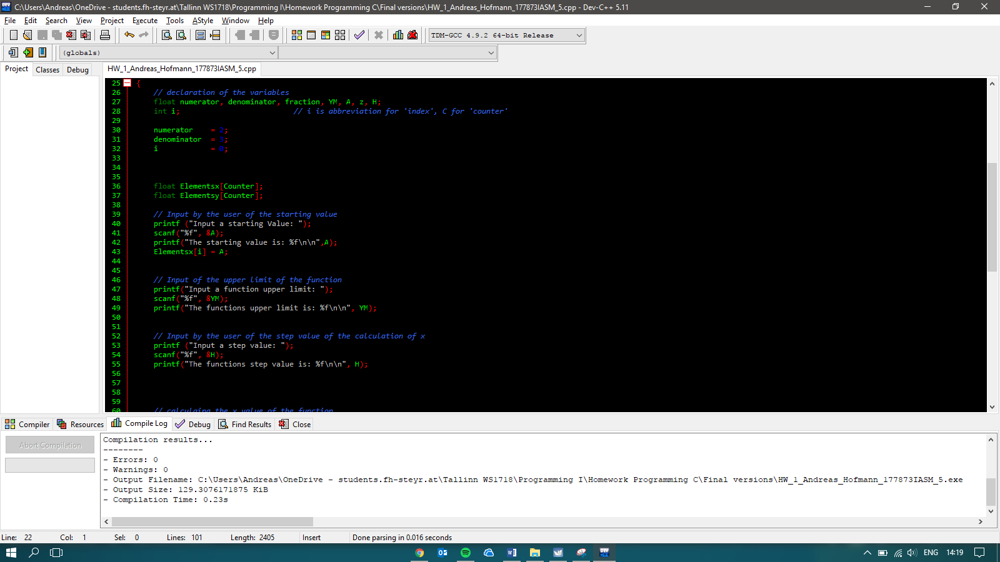 C:\Users\Andreas\OneDrive - students.fh-steyr.at\Tallinn WS1718\Programming I\Homework Programming C\Final versions\HW_1_Andreas_Hofmann_177873IASM_5.cpp - Dev-C++ 5.11
File Edit Search View Project Execute Tools AStyle Window Help
TDM-GCC 4.9.2 64-bit Release
(globals)
Project Classes Debug
HW_1_Andreas_Hofmann_177873IASM_5.cpp
25 {
26 // declaration of the variables
27 float numerator, denominator, fraction, YM, A, z, H;
28 int i; // i is abbreviation for 'index', C for 'counter'
29
30 numerator = 2;
31 denominator = 3;
32 i = 0;
33
34
35
36 float Elementsx[Counter];
37 float Elementsy[Counter];
38
39 // Input by the user of the starting value
40 printf ("Input a starting Value: ");
41 scanf("%f", &A);
42 printf("The starting value is: %f\n\n",A);
43 Elementsx[i] = A;
44
45
46 // Input of the upper limit of the function
47 printf("Input a function upper limit: ");
48 scanf("%f", &YM);
49 printf("The functions upper limit is: %f\n\n", YM);
50
51
52 // Input by the user of the step value of the calculation of x
53 printf ("Input a step value: ");
54 scanf("%f", &H);
55 printf("The functions step value is: %f\n\n", H);
56
57
58
59
60 // calculaing the x value of the function
Compiler Resources Compile Log Debug Find Results Close
Abort Compilation
Compilation results...
--------
- Errors: 0
- Warnings: 0
- Output Filename: C:\Users\Andreas\OneDrive - students.fh-steyr.at\Tallinn WS1718\Programming I\Homework Programming C\Final versions\HW_1_Andreas_Hofmann_177873IASM_5.exe
- Output Size: 129.3076171875 KiB
- Compilation Time: 0.23s
Line: 22 Col: 1 Sel: 0 Lines: 101 Length: 2405 Insert Done parsing in 0.016 seconds
ENG 14:19